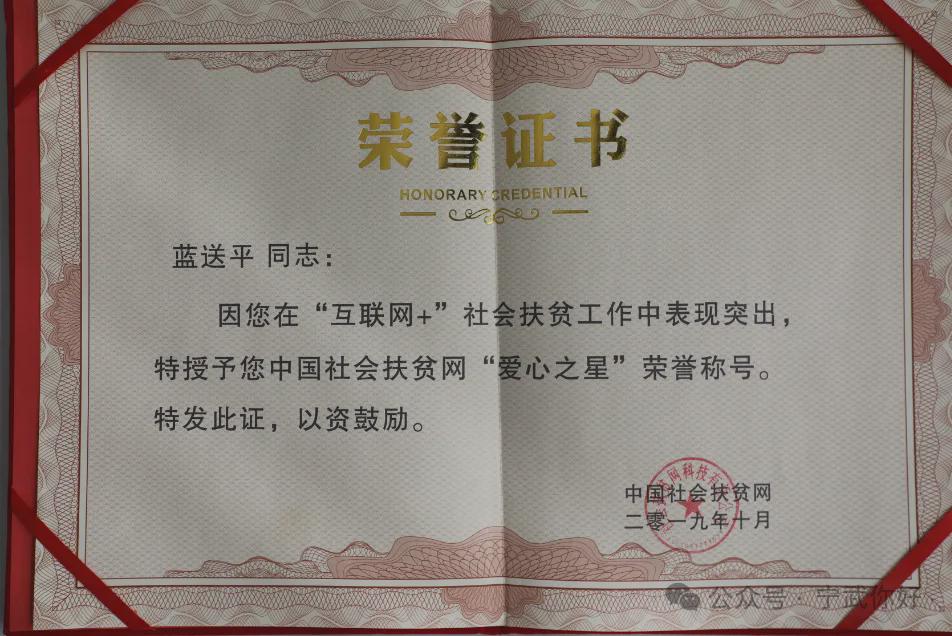 荣誉证书
HONORARY CREDENTIAL
蓝送平 同志：
因您在“互联网+”社会扶贫工作中表现突出，
特授予您中国社会扶贫网“爱心之星”荣誉称号。
特发此证，以资鼓励。
中国社会扶贫网
二零一九年十月
公众号 · 宁武你好